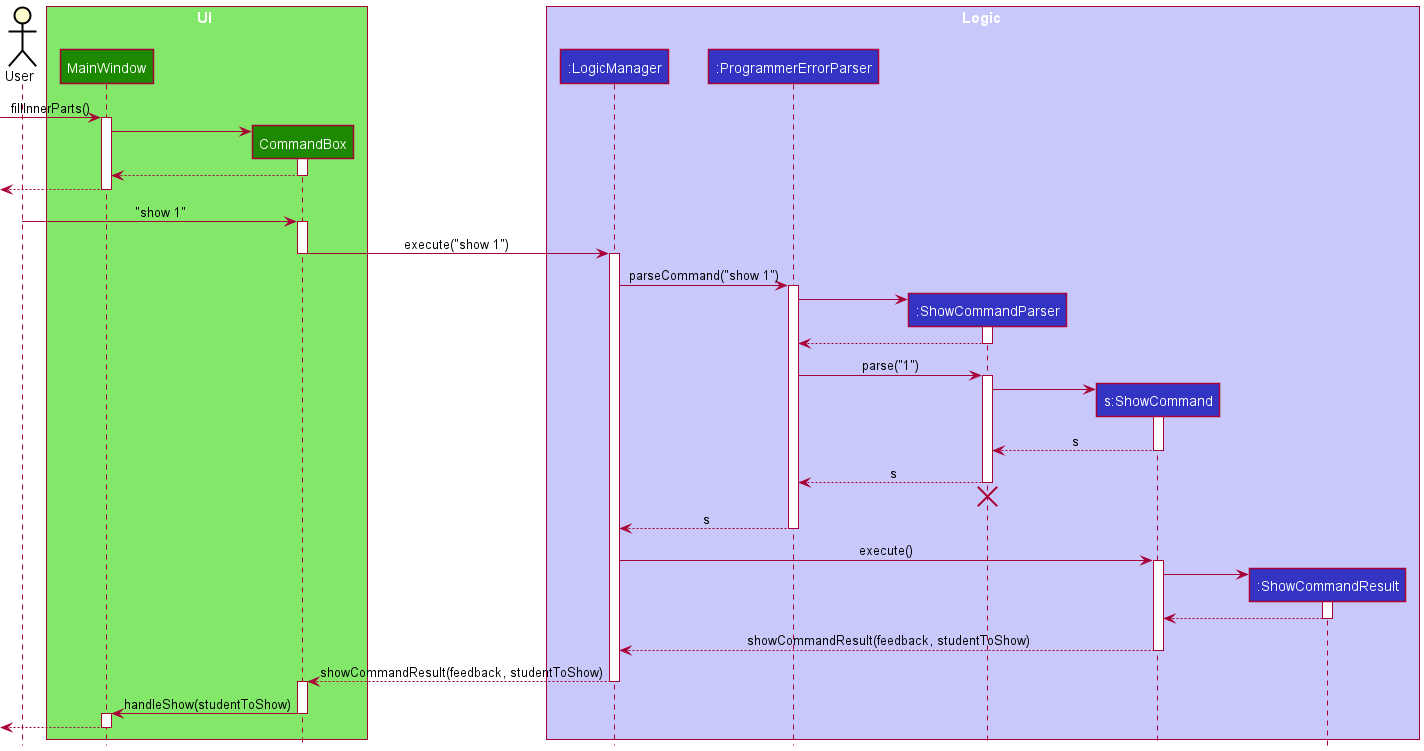 UI
Logic
User
MainWindow
:LogicManager
:ProgrammerErrorParser
fillInnerParts()
CommandBox
"show 1"
execute("show 1")
parseCommand("show 1")
:ShowCommandParser
parse("1")
s:ShowCommand
s
s
s
execute()
:ShowCommandResult
showCommandResult(feedback, studentToShow)
showCommandResult(feedback, studentToShow)
handleShow(studentToShow)